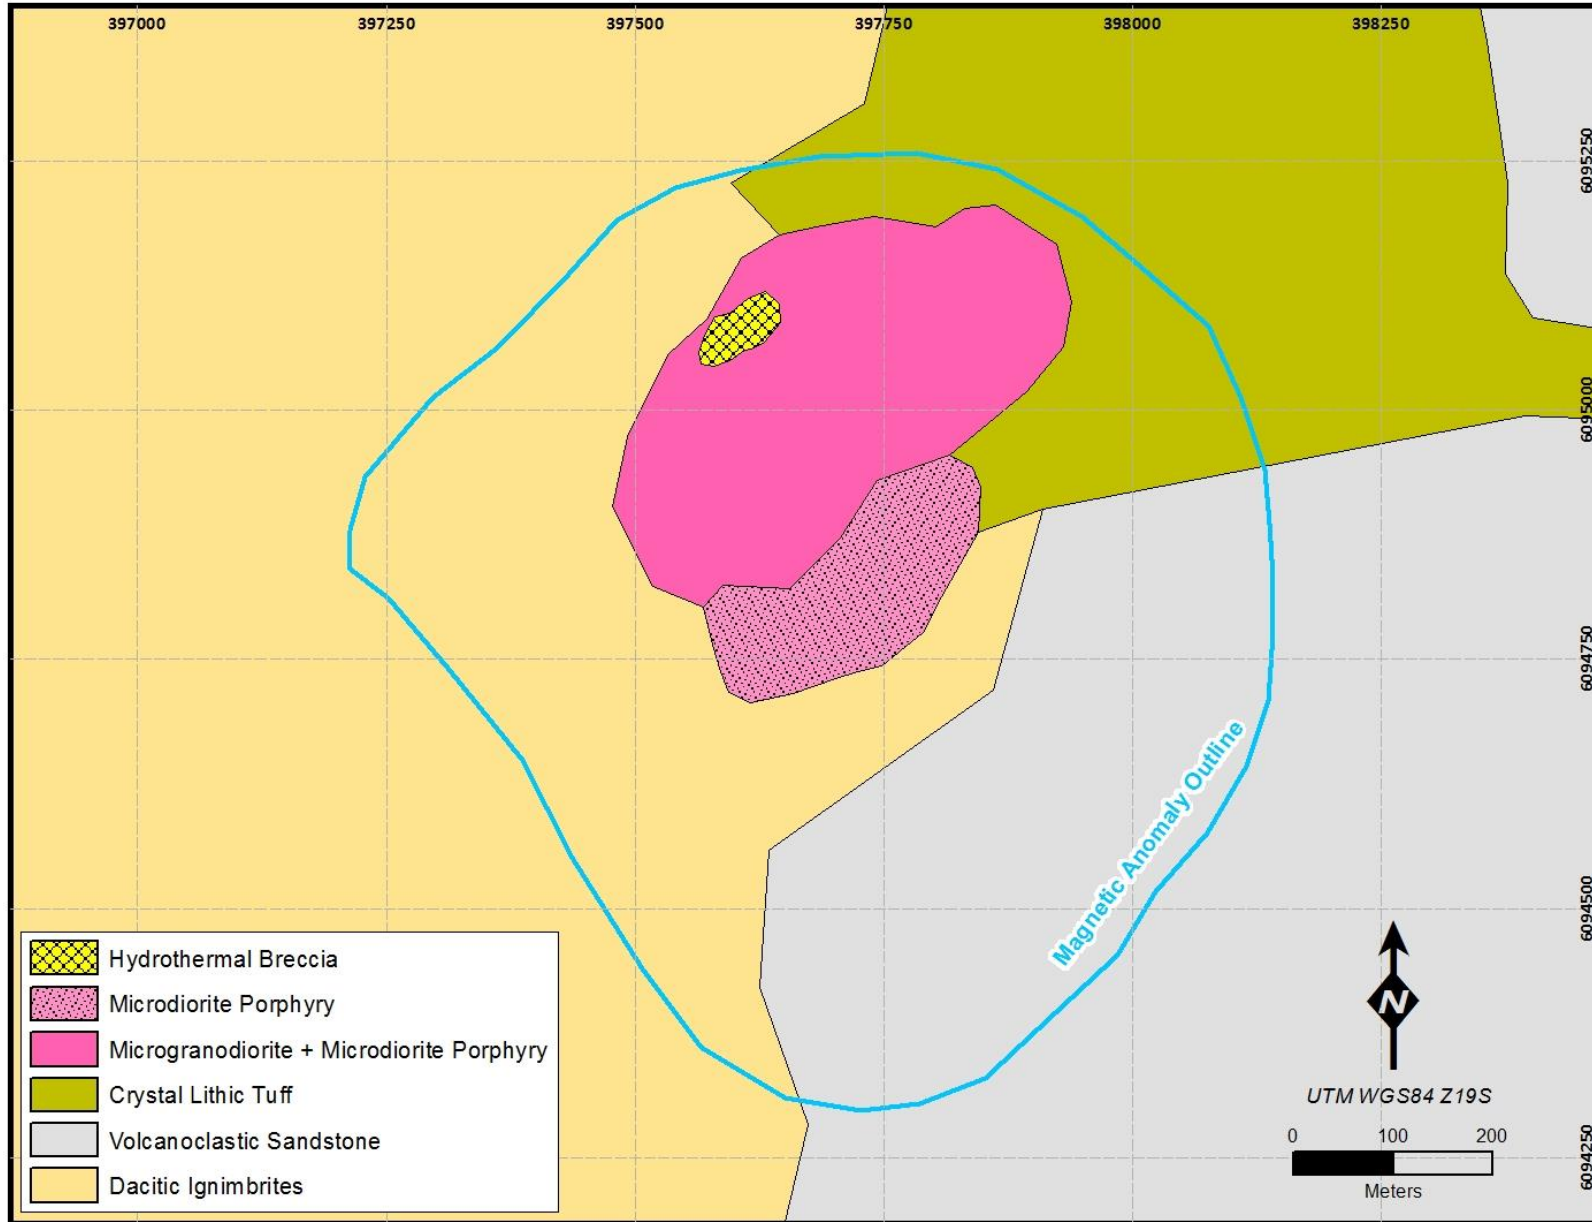 397000 397250 397500 397750 398000 398250
6095250
6095000
6094750
6094500
6094250
Magnetic Anomaly Outline
Hydrothermal Breccia
Microdiorite Porphyry
Microgranodiorite + Microdiorite Porphyry
Crystal Lithic Tuff
Volcanoclastic Sandstone
Dacitic Ignimbrites
N
UTM WGS84 Z19S
0 100 200
Meters